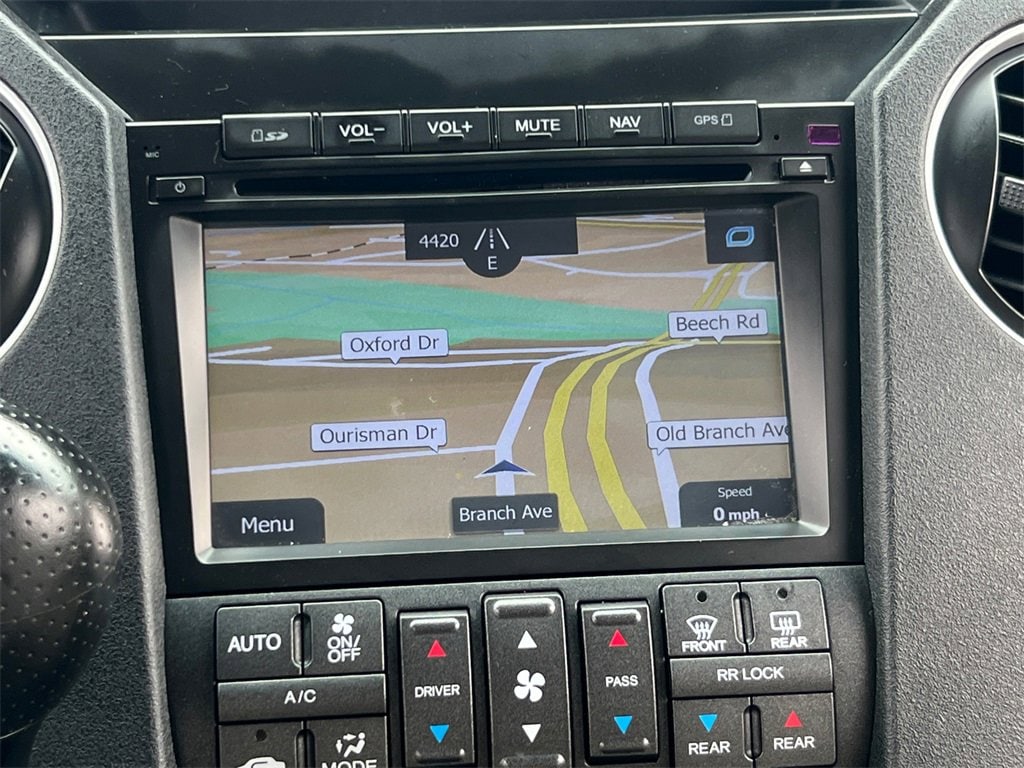 SD
VOL-
VOL+
MUTE
NAV
GPS
MIC
4420
E
Beech Rd
Oxford Dr
Ourisman Dr
Old Branch Ave
Menu
Branch Ave
Speed
0 mph
AUTO
ON/
OFF
A/C
MODE
DRIVER
PASS
FRONT
REAR
RR LOCK
REAR
REAR